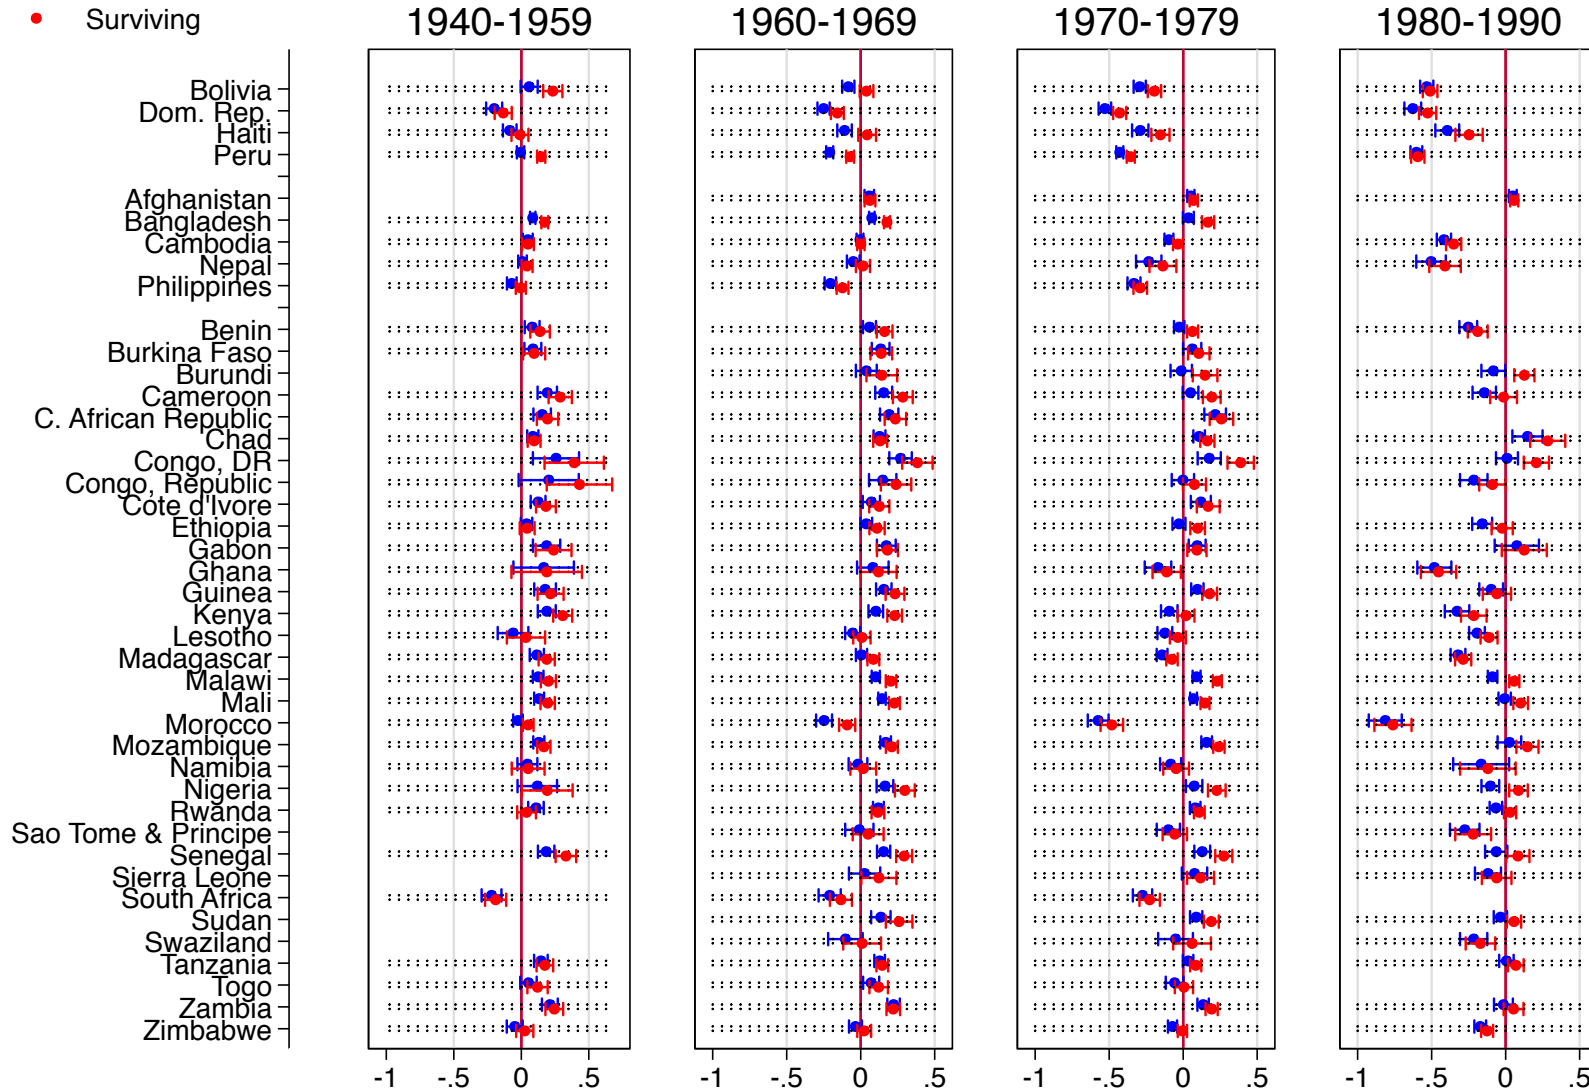 Surviving
1940-1959 1960-1969 1970-1979 1980-1990
Bolivia
Dom. Rep.
Haiti
Peru
Afghanistan
Bangladesh
Cambodia
Nepal
Philippines
Benin
Burkina Faso
Burundi
Cameroon
C. African Republic
Chad
Congo, DR
Congo, Republic
Cote d'Ivore
Ethiopia
Gabon
Ghana
Guinea
Kenya
Lesotho
Madagascar
Malawi
Mali
Morocco
Mozambique
Namibia
Nigeria
Rwanda
Sao Tome & Principe
Senegal
Sierra Leone
South Africa
Sudan
Swaziland
Tanzania
Togo
Zambia
Zimbabwe
-1 -.5 0 .5 -1 -.5 0 .5 -1 -.5 0 .5 -1 -.5 0 .5